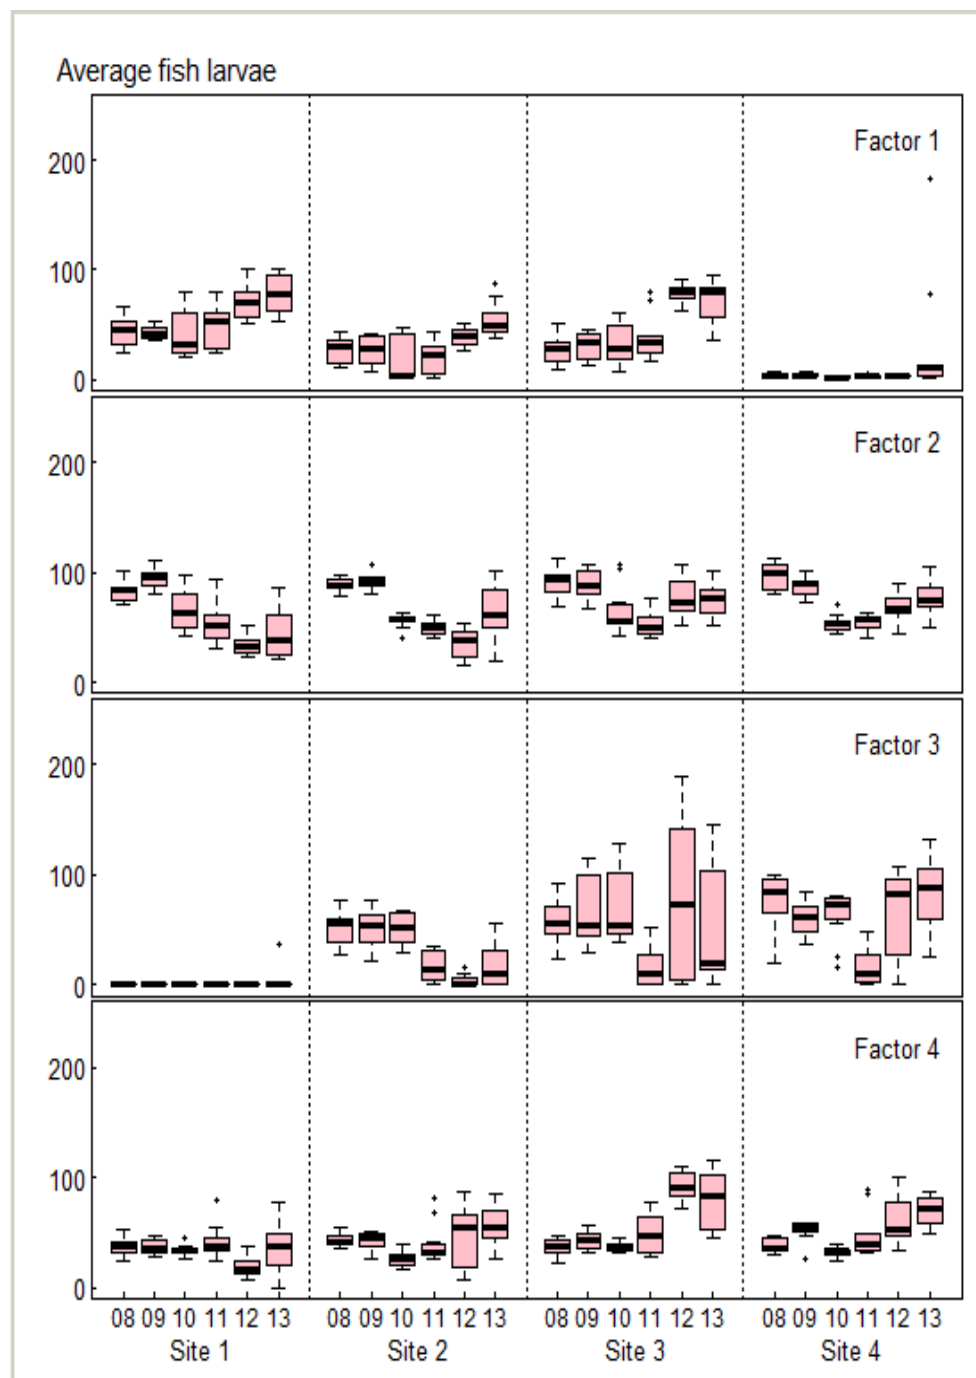 Average fish larvae
Factor 1
200
100
0
Factor 2
200
100
0
Factor 3
200
100
0
Factor 4
200
100
0
08 09 10 11 12 13 08 09 10 11 12 13 08 09 10 11 12 13 08 09 10 11 12 13
Site 1 Site 2 Site 3 Site 4